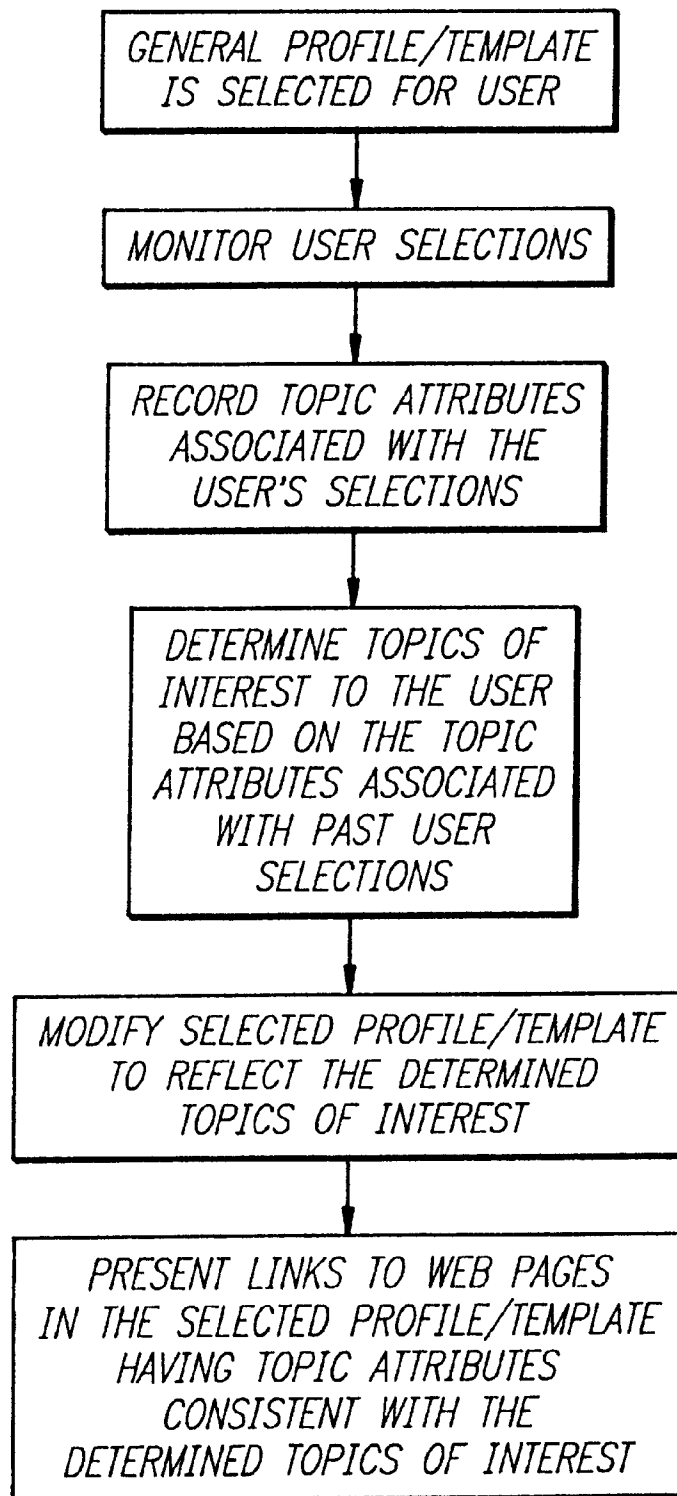 GENERAL PROFILE/TEMPLATE
IS SELECTED FOR USER
MONITOR USER SELECTIONS
RECORD TOPIC ATTRIBUTES
ASSOCIATED WITH THE
USER'S SELECTIONS
DETERMINE TOPICS OF
INTEREST TO THE USER
BASED ON THE TOPIC
ATTRIBUTES ASSOCIATED
WITH PAST USER
SELECTIONS
MODIFY SELECTED PROFILE/TEMPLATE
TO REFLECT THE DETERMINED
TOPICS OF INTEREST
PRESENT LINKS TO WEB PAGES
IN THE SELECTED PROFILE/TEMPLATE
HAVING TOPIC ATTRIBUTES
CONSISTENT WITH THE
DETERMINED TOPICS OF INTEREST